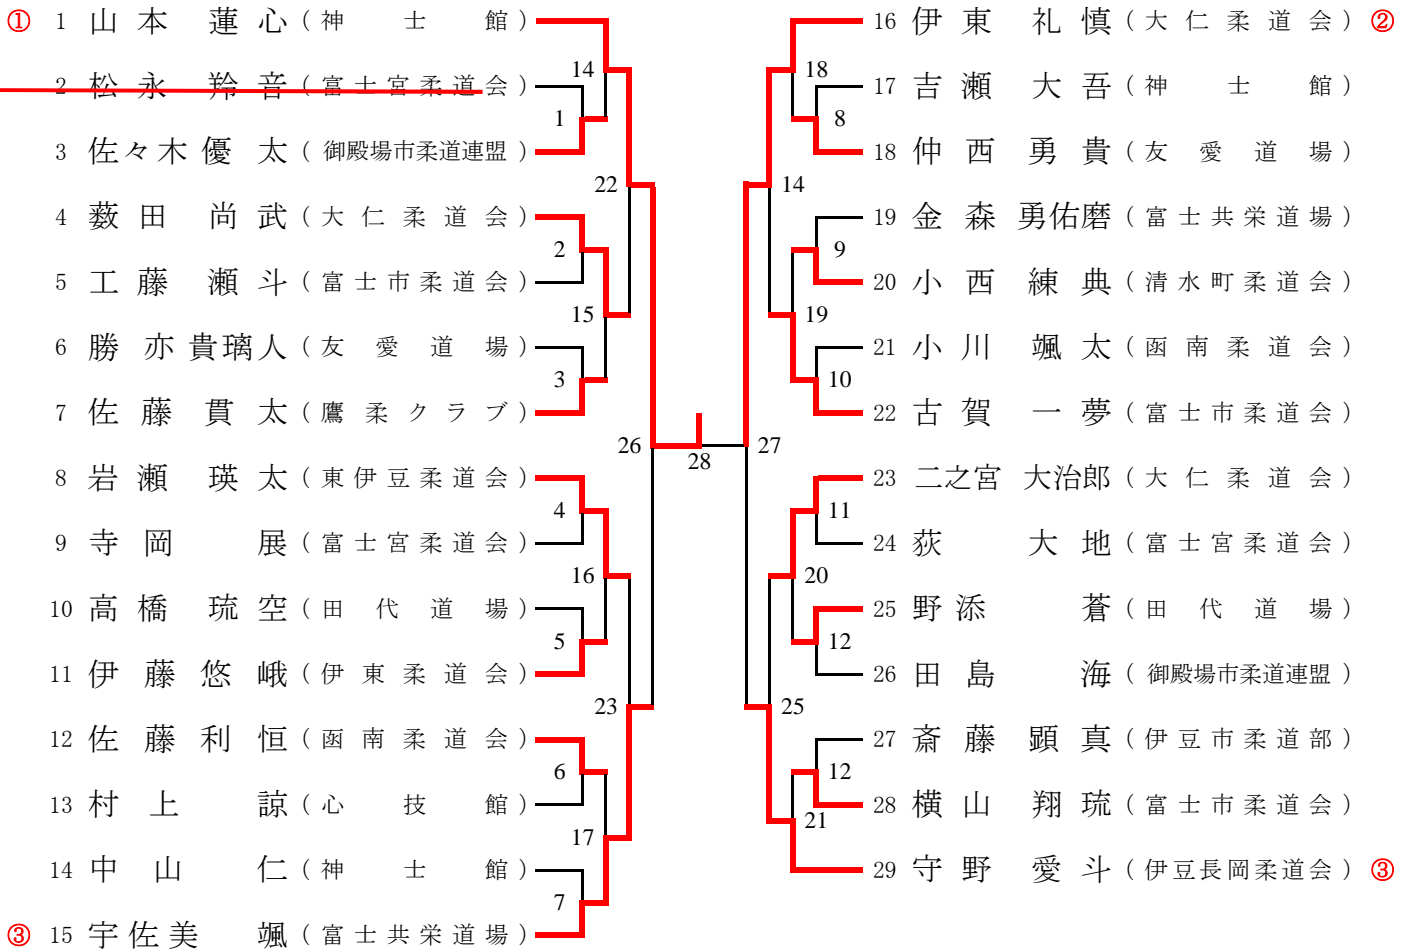 ① 1 山本 蓮心 (神士館)
2 松永 羚音 (富士宮柔道会)
3 佐々木優太 (御殿場市柔道連盟)
4 薮田 尚武 (大仁柔道会)
5 工藤 瀬斗 (富士市柔道会)
6 勝亦貴璃人 (友愛道場)
7 佐藤貫太 (鷹柔クラブ)
8 岩瀬 瑛太 (東伊豆柔道会)
9 寺岡 展 (富士宮柔道会)
10 高橋 琉空 (田代道場)
11 伊藤悠峨 (伊東柔道会)
12 佐藤利恒 (函南柔道会)
13 村上 諒 (心技館)
14 中山 仁 (神士館)
③ 15 宇佐美 颯 (富士共栄道場)
14
1
22
2
15
3
26
4
16
5
23
6
17
7
28
18
8
14
9
19
10
27
11
20
12
25
12
21
16 伊東 礼慎 (大仁柔道会) ②
17 吉瀬 大吾 (神士館)
18 仲西勇貴 (友愛道場)
19 金森 勇佑磨 (富士共栄道場)
20 小西練典 (清水町柔道会)
21 小川 颯太 (函南柔道会)
22 古賀一夢 (富士市柔道会)
23 二之宮 大治郎 (大仁柔道会)
24 荻 大地 (富士宮柔道会)
25 野添 蒼 (田代道場)
26 田島 海 (御殿場市柔道連盟)
27 斎藤顕真 (伊豆市柔道部)
28 横山翔琉 (富士市柔道会)
29 守野愛斗 (伊豆長岡柔道会) ③